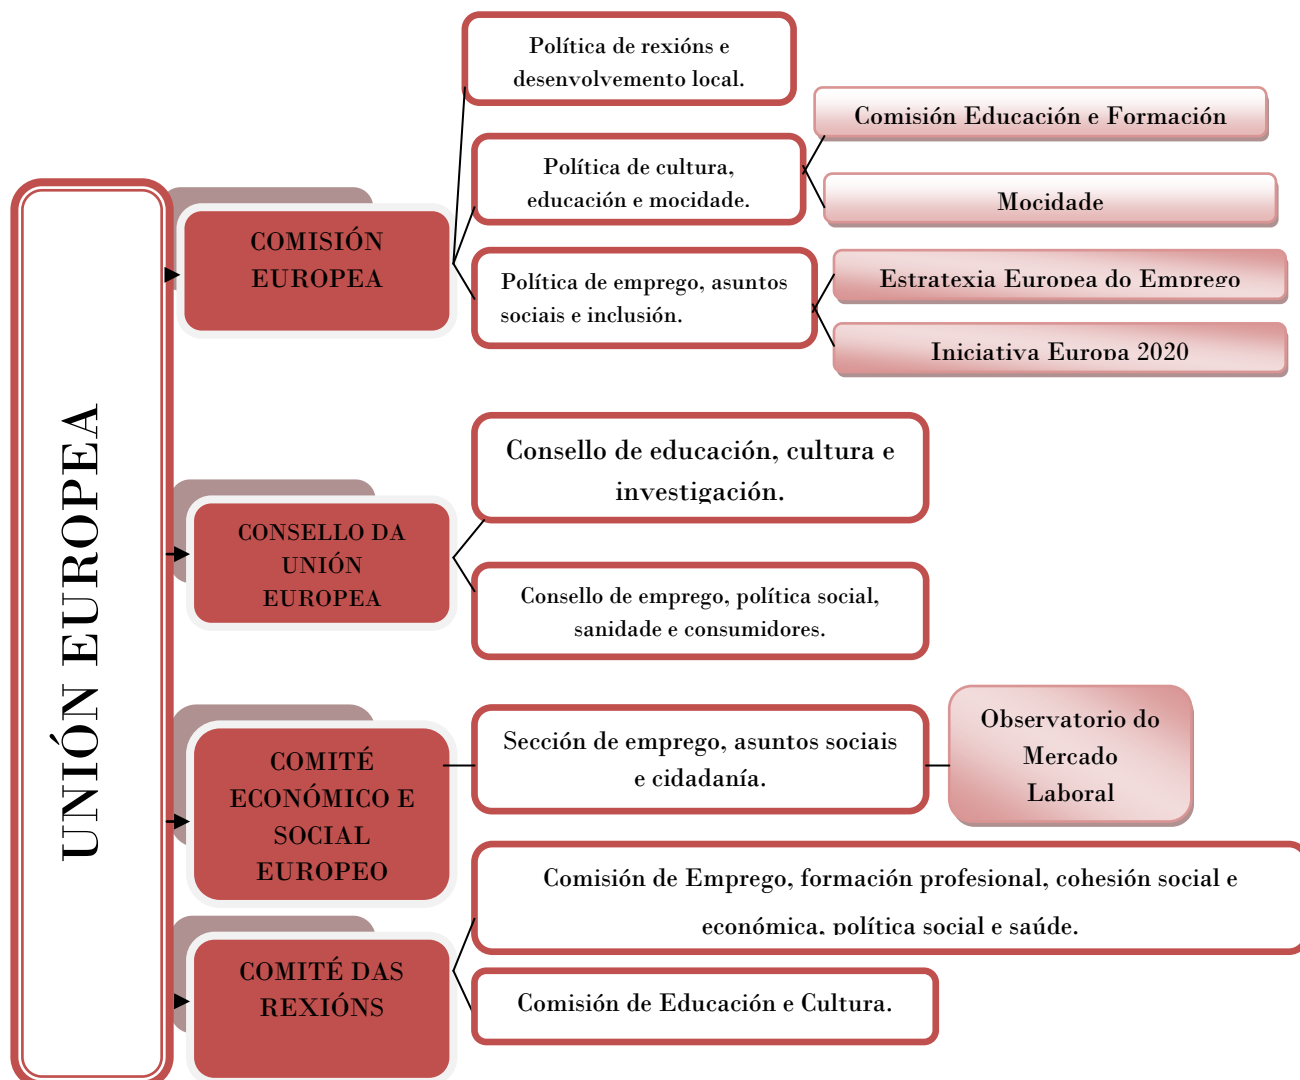 UNIÓN EUROPEA
COMISIÓN
EUROPEA
Política de rexións e
desenvolvemento local.
Política de cultura,
educación e mocidade.
Comisión Educación e Formación
Mocidade
Política de emprego, asuntos
sociais e inclusión.
Estratexia Europea do Emprego
Iniciativa Europa 2020
CONSELLO DA
UNIÓN
EUROPEA
Consello de educación, cultura e
investigación.
Consello de emprego, política social,
sanidade e consumidores.
COMITÉ
ECONÓMICO E
SOCIAL
EUROPEO
Sección de emprego, asuntos sociais
e cidadanía.
Observatorio do
Mercado
Laboral
COMITÉ DAS
REXIÓNS
Comisión de Emprego, formación profesional, cohesión social e
económica, política social e saúde.
Comisión de Educación e Cultura.